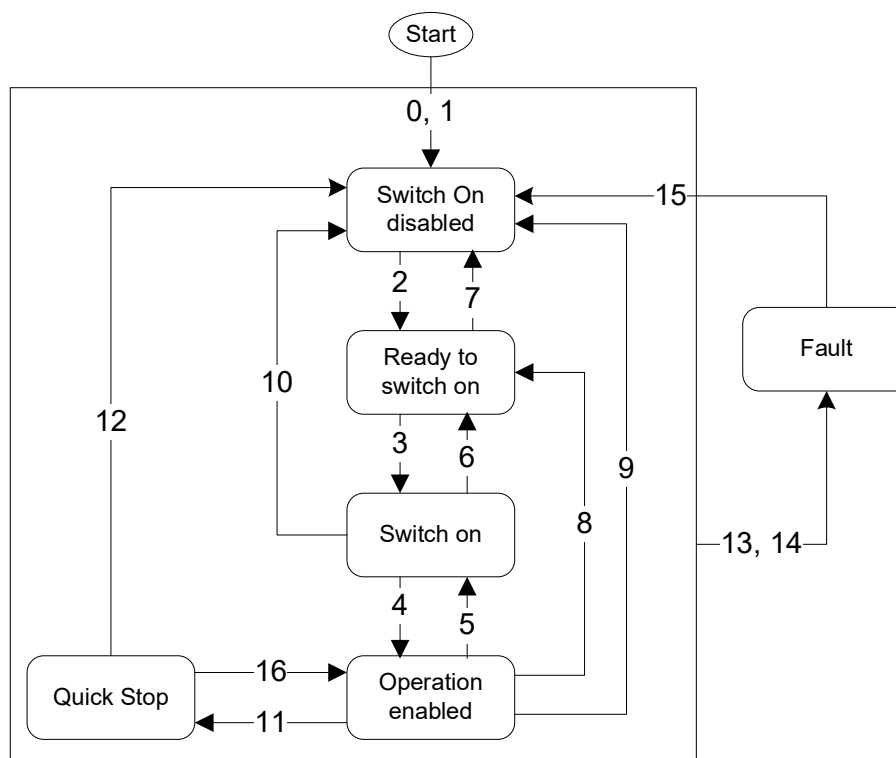 Start
0, 1
Switch On
disabled
15
2
7
Fault
Ready to
switch on
10
12
3
6
9
8
Switch on
13, 14
4
5
16
Quick Stop
Operation
enabled
11